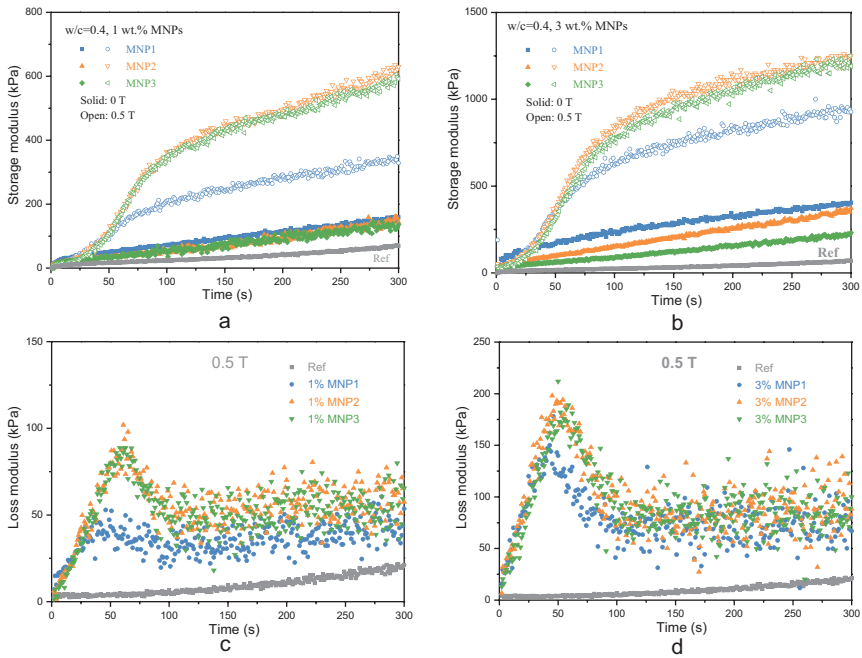 800
600
400
200
0
Storage modulus (kPa)
w/c=0.4, 1 wt.% MNPs
MNP1
MNP2
MNP3
Solid: 0 T
Open: 0.5 T
Ref
0 50 100 150 200 250 300
Time (s)
a
1500
1250
1000
750
500
250
0
Storage modulus (kPa)
w/c=0.4, 3 wt.% MNPs
MNP1
MNP2
MNP3
Solid: 0 T
Open: 0.5 T
Ref
0 50 100 150 200 250 300
Time (s)
b
150
100
50
0
Loss modulus (kPa)
0.5 T
Ref
1% MNP1
1% MNP2
1% MNP3
0 50 100 150 200 250 300
Time (s)
c
250
200
150
100
75
50
25
0
Loss modulus (kPa)
0.5 T
Ref
3% MNP1
3% MNP2
3% MNP3
0 50 100 150 200 250 300
Time (s)
d